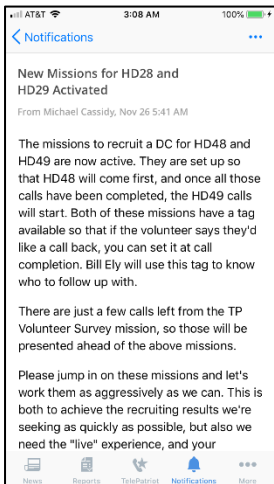 AT&T 3:08 AM 100%
Notifications
New Missions for HD28 and
HD29 Activated
From Michael Cassidy, Nov 26 5:41 AM
The missions to recruit a DC for HD48 and
HD49 are now active. They are set up so
that HD48 will come first, and once all those
calls have been completed, the HD49 calls
will start. Both of these missions have a tag
available so that if the volunteer says they'd
like a call back, you can set it at call
completion. Bill Ely will use this tag to know
who to follow up with.
There are just a few calls left from the TP
Volunteer Survey mission, so those will be
presented ahead of the above missions.
Please jump in on these missions and let's
work them as aggressively as we can. This is
both to achieve the recruiting results we're
seeking as quickly as possible, but also we
need the "live" experience, and your
News Reports TelePatriot Notifications More